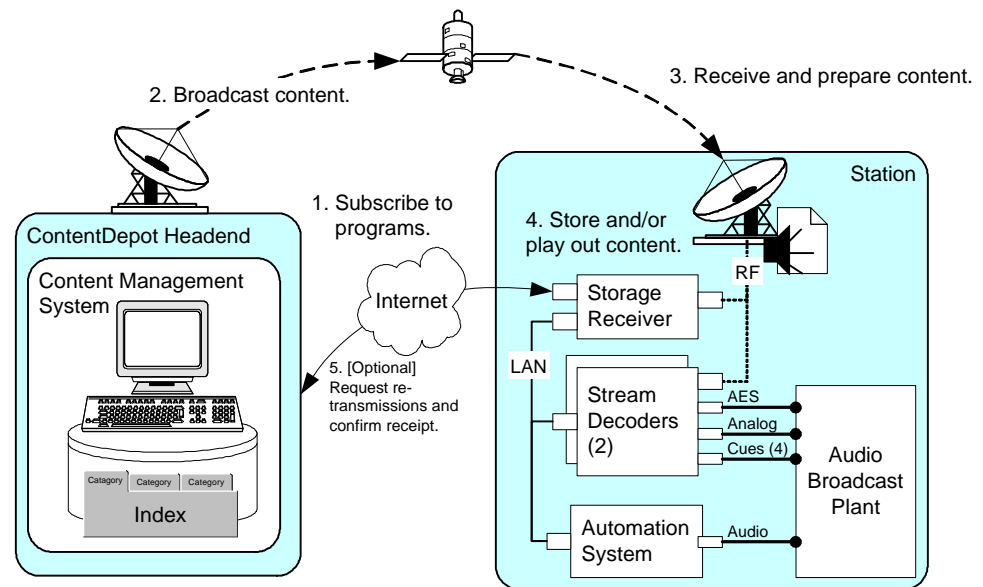 2. Broadcast content.
3. Receive and prepare content.
Station
1. Subscribe to
programs.
4. Store and/or
play out content.
ContentDepot Headend
Content Management
System
RF
Internet
Storage
Receiver
LAN
5. [Optional]
Request re-
transmissions and
confirm receipt.
Stream
Decoders
(2)
AES
Analog
Cues (4)
Audio
Broadcast
Plant
Catagory
Category
Category
Index
Automation
System
Audio